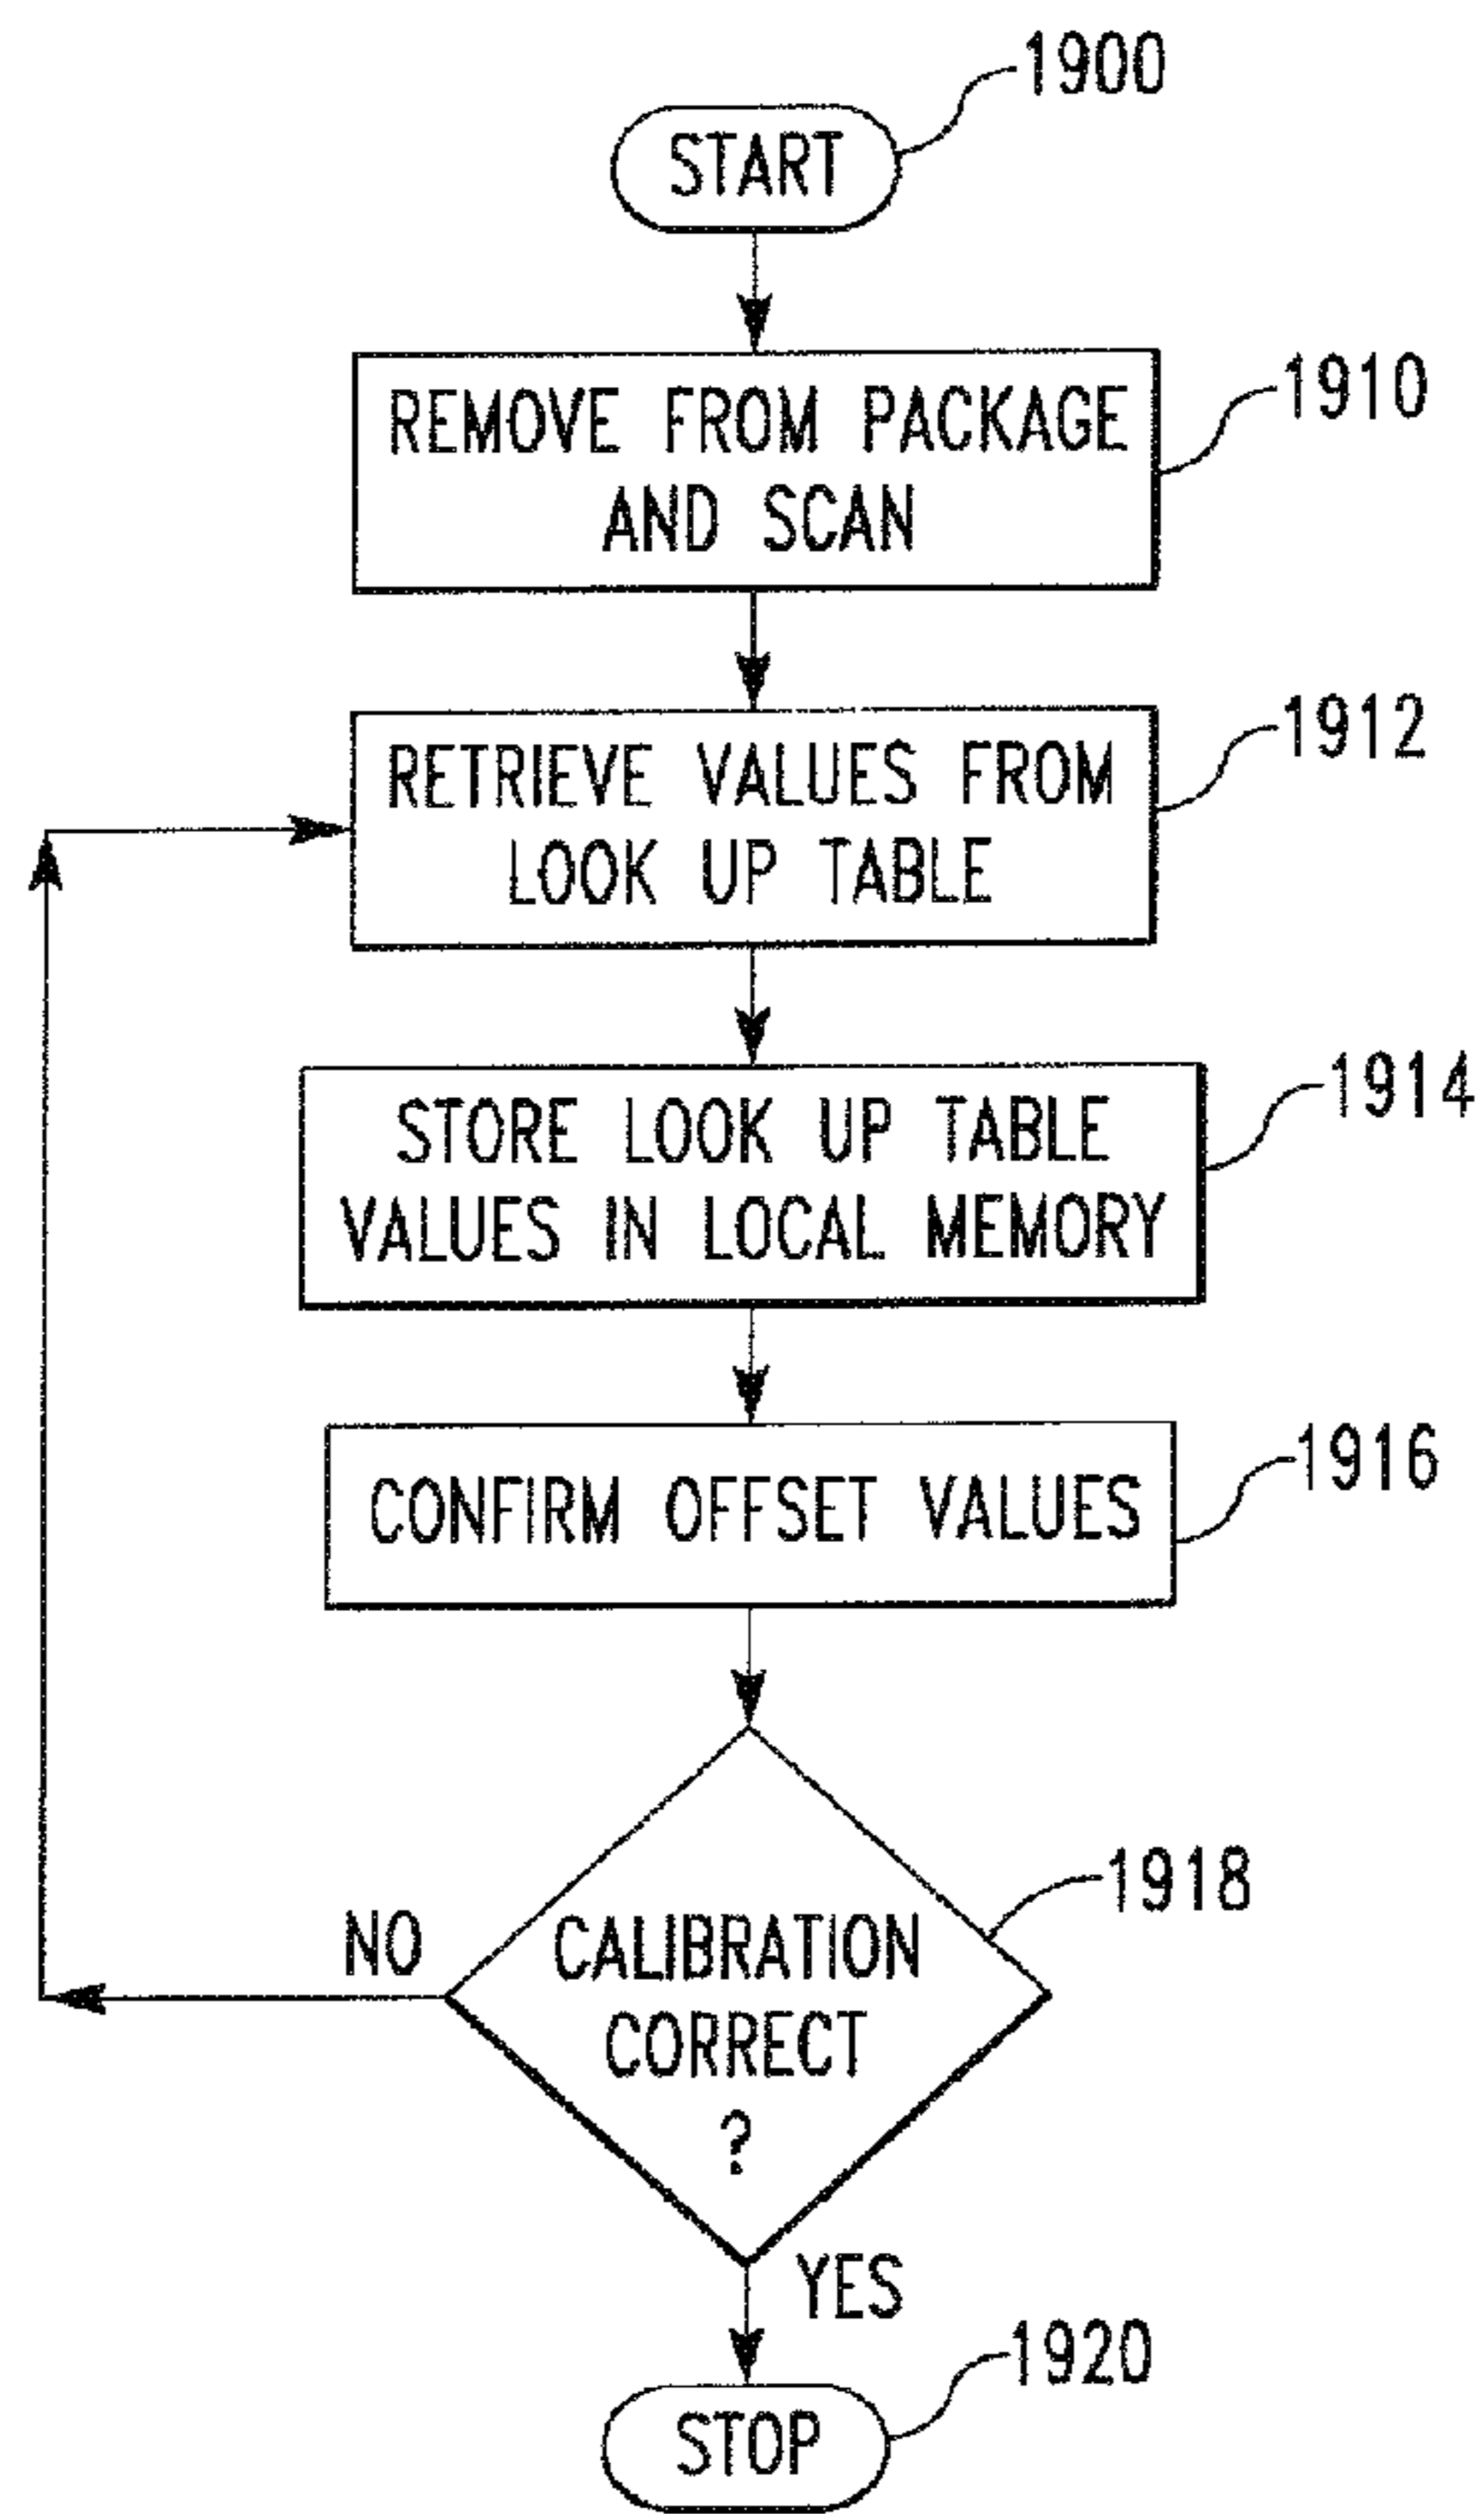 1900
START
REMOVE FROM PACKAGE
AND SCAN
1910
RETRIEVE VALUES FROM
LOOK UP TABLE
1912
STORE LOOK UP TABLE
VALUES IN LOCAL MEMORY
1914
CONFIRM OFFSET VALUES
1916
CALIBRATION
CORRECT
?
1918
NO
YES
1920
STOP